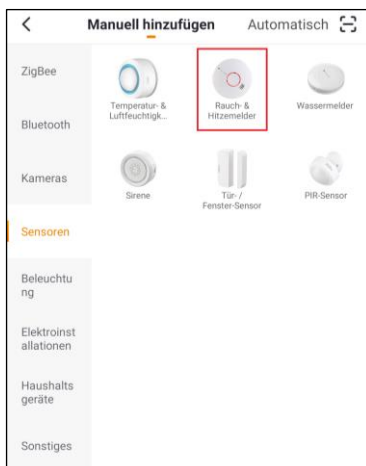 Manuell hinzufügen Automatisch
ZigBee
Bluetooth
Kameras
Sensoren
Beleuchtu
ng
Elektroinst
allationen
Haushalts
geräte
Sonstiges
Temperatur- &
Luftfeuchtigk...
Rauch- &
Hitzemelder
Wassermelder
Sirene
Tür- /
Fenster-Sensor
PIR-Sensor